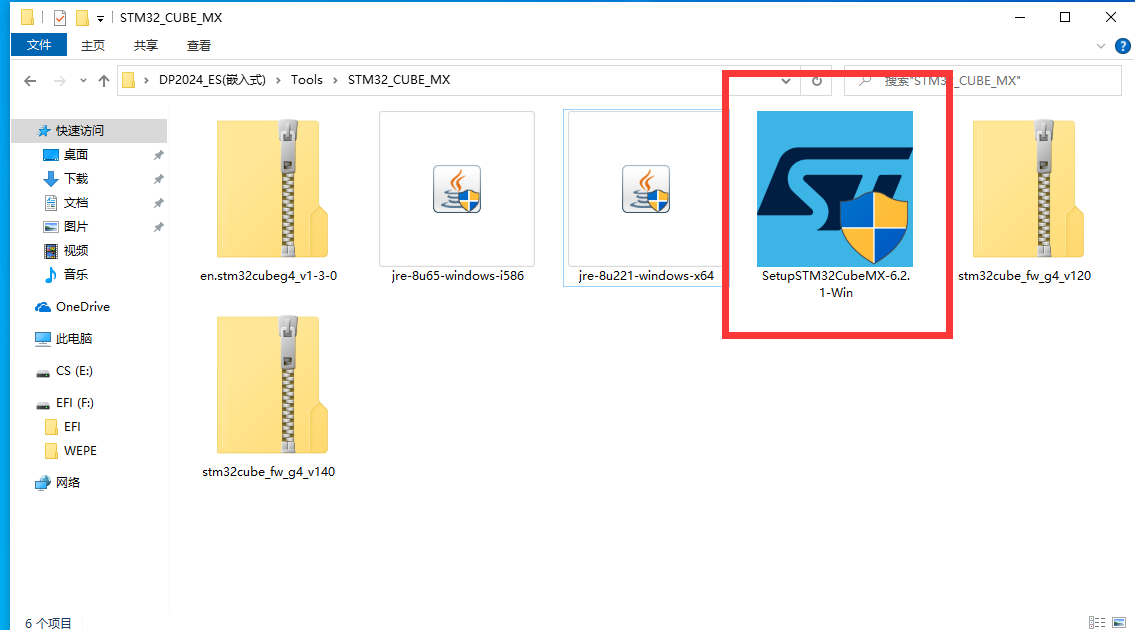 STM32_CUBE_MX
文件 主页 共享 查看
DP2024_ES(嵌入式) Tools STM32_CUBE_MX
搜索"STM32_CUBE_MX"
快速访问
桌面
下载
文档
图片
视频
音乐
OneDrive
此电脑
CS (E:)
EFI (F:)
EFI
WEPE
网络
en.stm32cubeg4_v1-3-0
jre-8u65-windows-i586
jre-8u221-windows-x64
SetupSTM32CubeMX-6.2.
1-Win
stm32cube_fw_g4_v120
stm32cube_fw_g4_v140
6 个项目